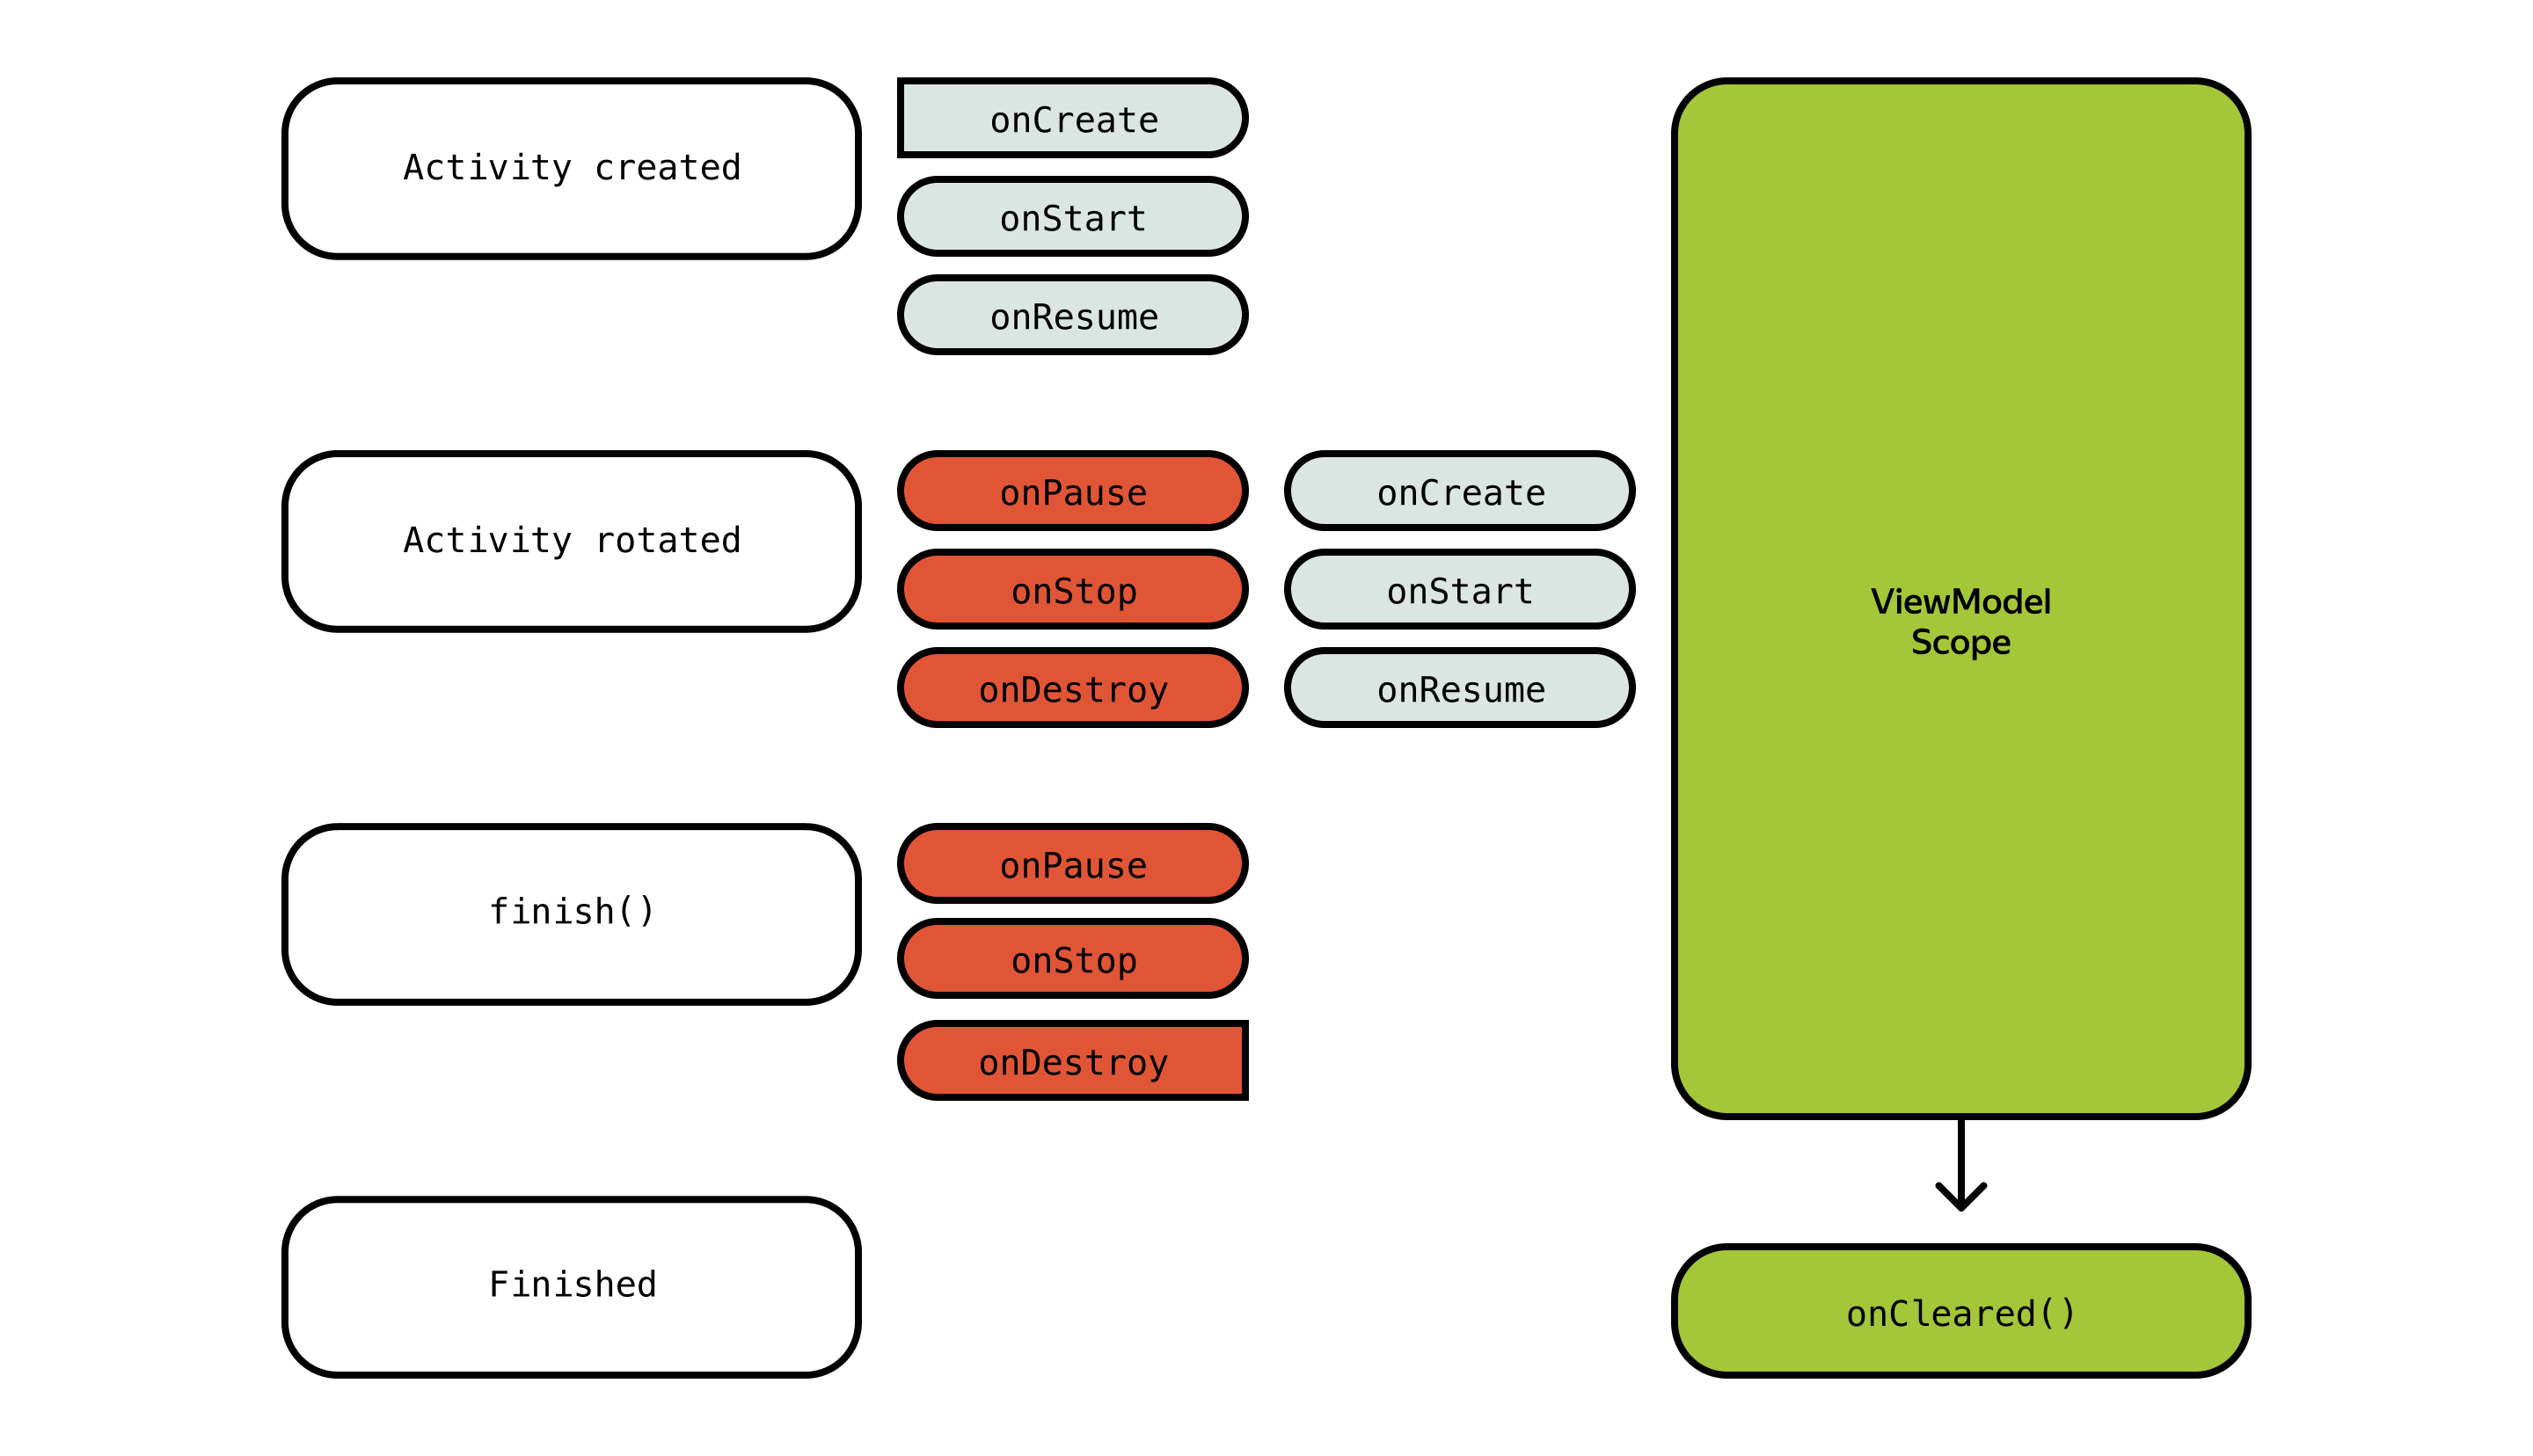 Activity created
onCreate
onStart
onResume
Activity rotated
onPause
onStop
onDestroy
onCreate
onStart
onResume
finish()
onPause
onStop
onDestroy
Finished
ViewModel
Scope
onCleared()